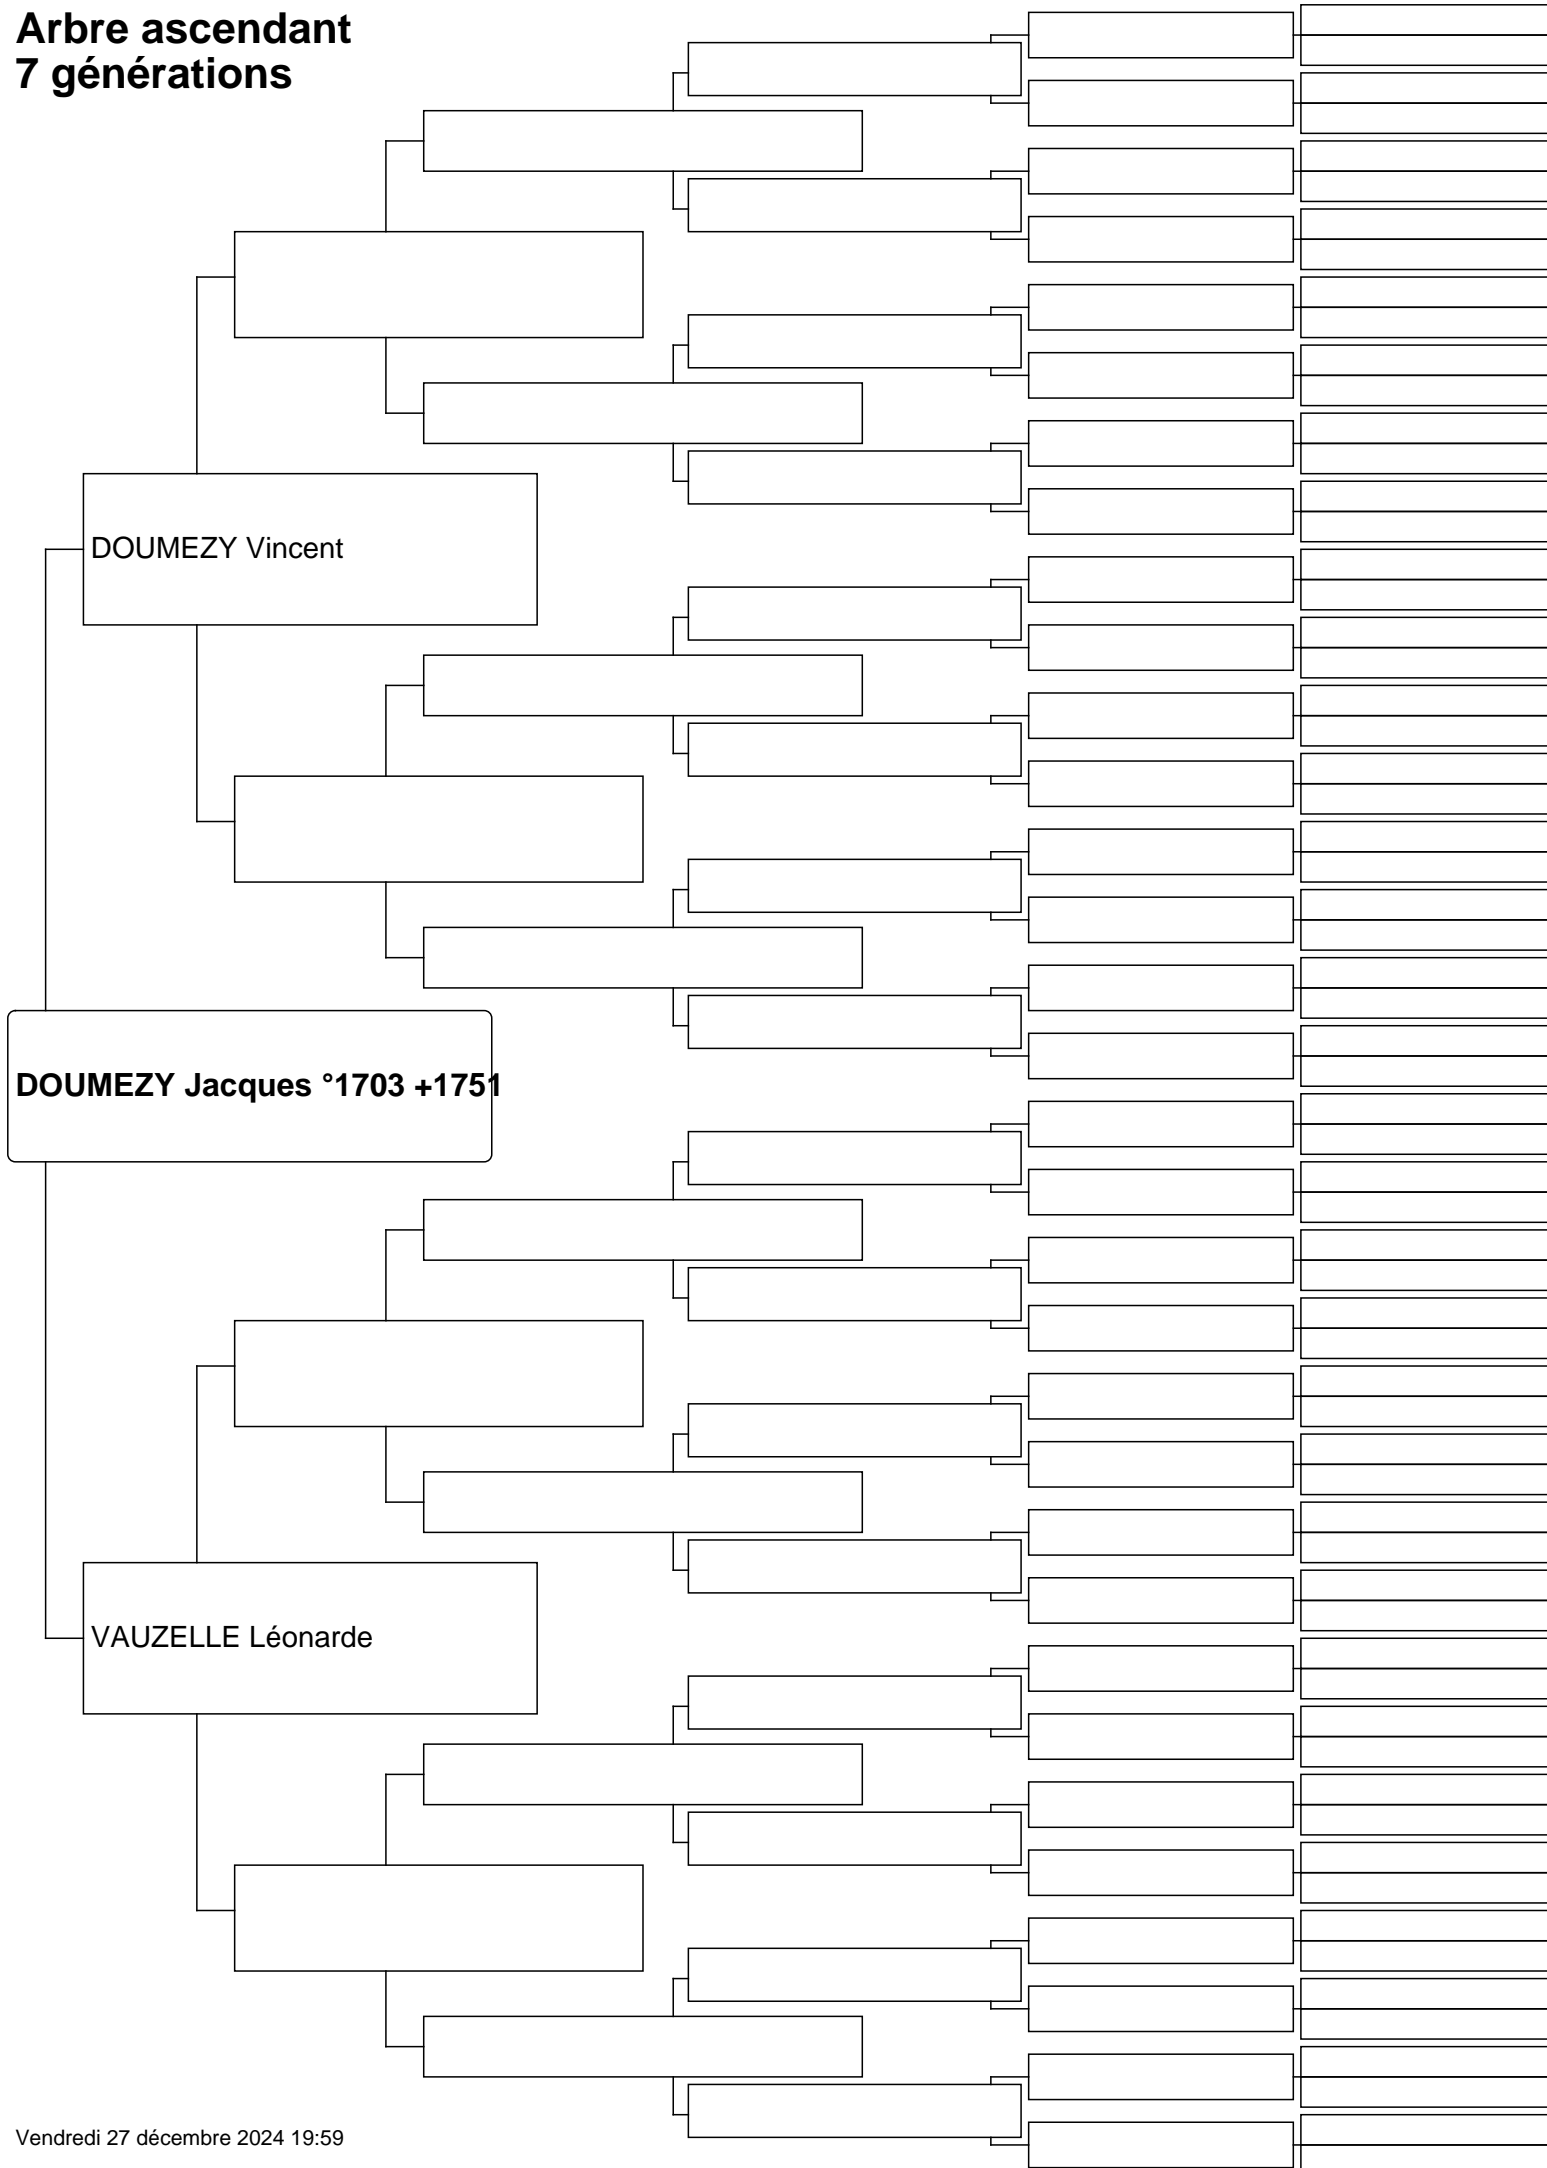 Arbre ascendant
7 générations
DOUMEZY Vincent
DOUMEZY Jacques °1703 +1751
VAUZELLE Léonarde
Vendredi 27 décembre 2024 19:59